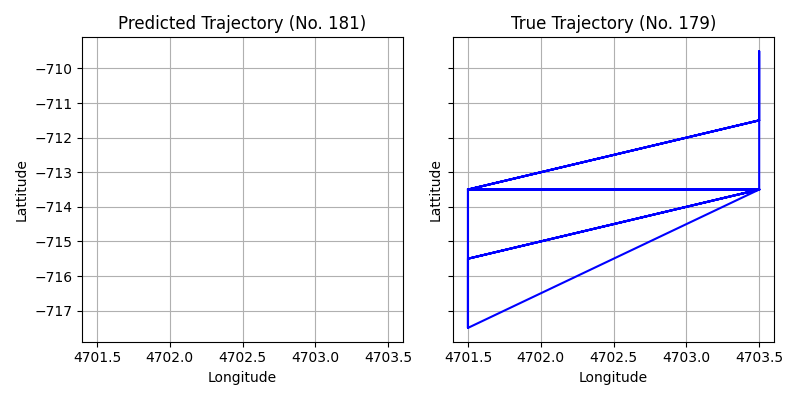 Predicted Trajectory (No. 181)
True Trajectory (No. 179)
Lattitude
−710
−711
−712
−713
−714
−715
−716
−717
4701.5 4702.0 4702.5 4703.0 4703.5
Longitude
Lattitude
4701.5 4702.0 4702.5 4703.0 4703.5
Longitude